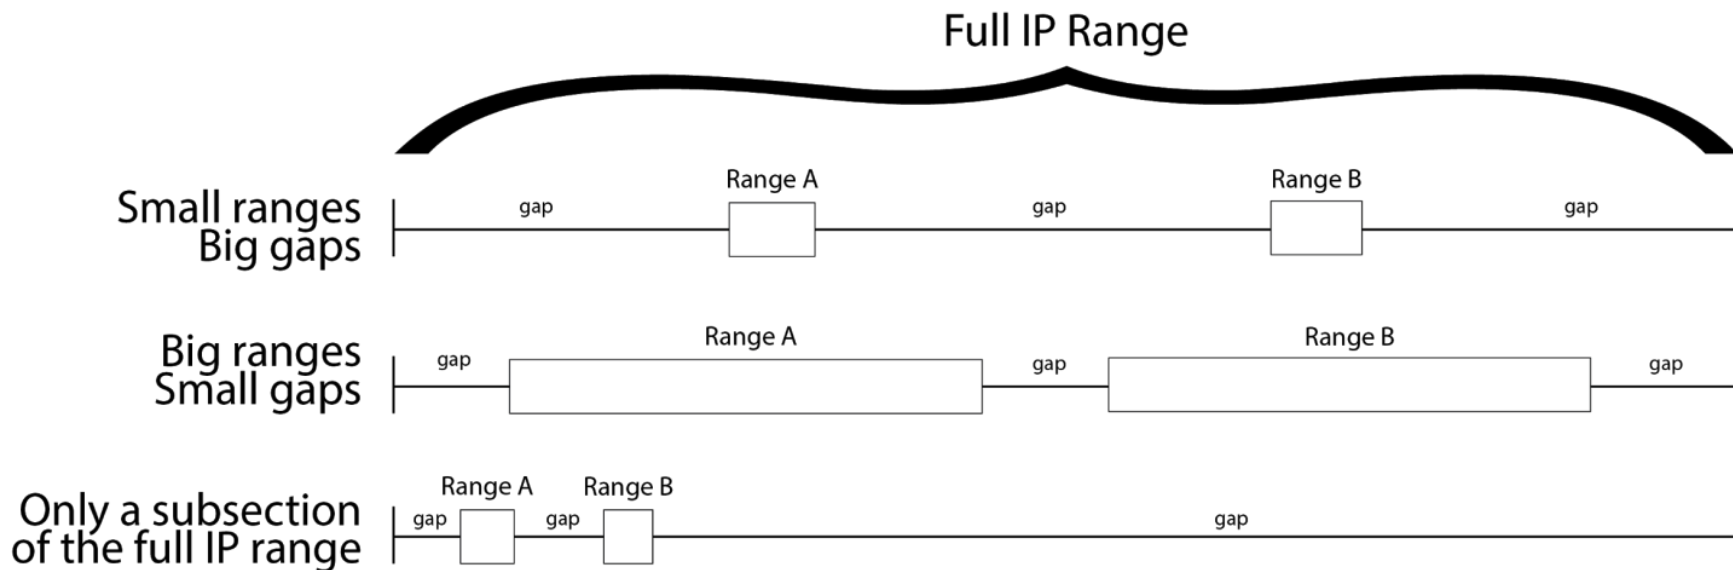 Full IP Range
Small ranges
Big gaps
gap
Range A
gap
Range B
gap
Big ranges
Small gaps
gap
Range A
gap
Range B
gap
Only a subsection
of the full IP range
gap
Range A
gap
Range B
gap